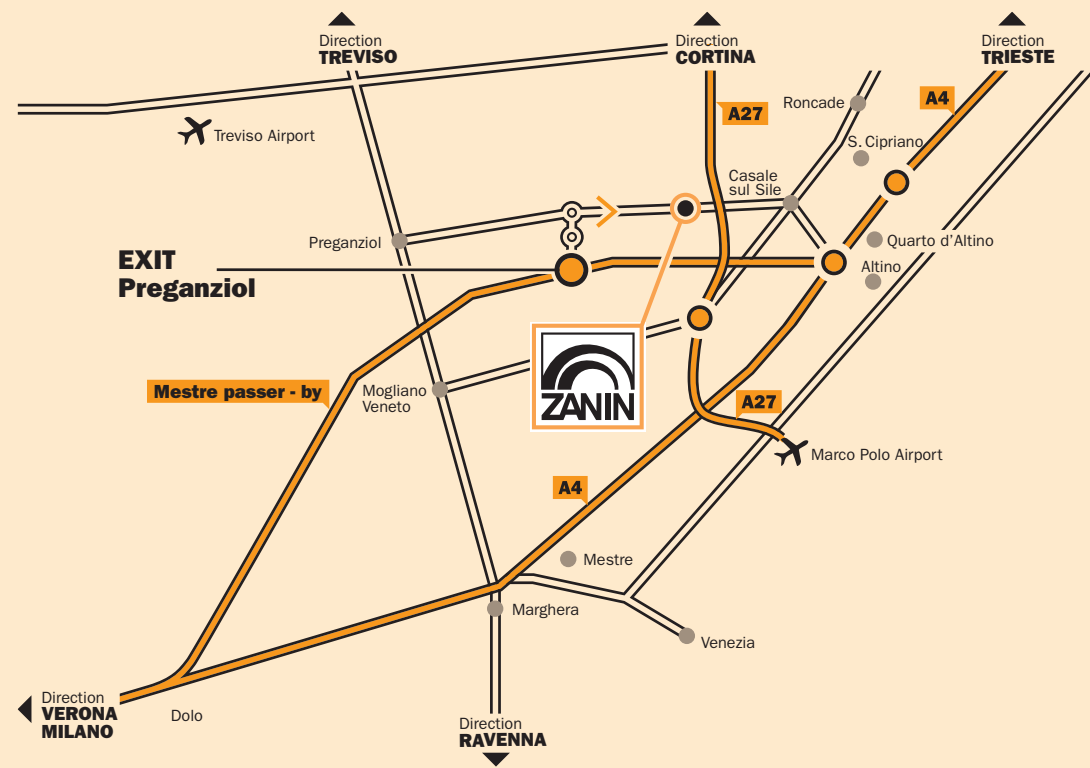 Direction
TREVISO
Direction
CORTINA
Direction
TRIESTE
A4
Roncade
A27
Treviso Airport
S. Cipriano
Casale
sul Sile
Preganziol
Quarto d'Altino
EXIT
Preganziol
Altino
Mestre passer - by
Mogliano
Veneto
ZANIN
A27
Marco Polo Airport
A4
Mestre
Marghera
Venezia
Direction
VERONA
MILANO
Dolo
Direction
RAVENNA